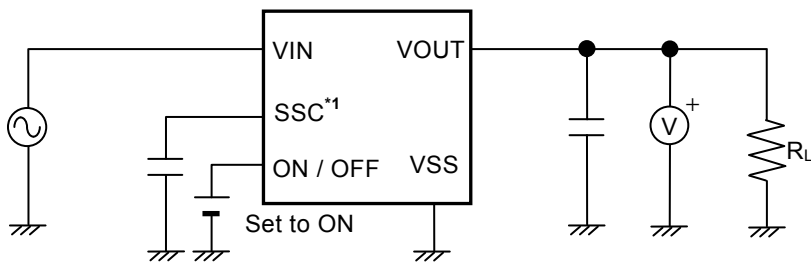 VIN VOUT
SSC*1
ON / OFF VSS
Set to ON
V +
RL